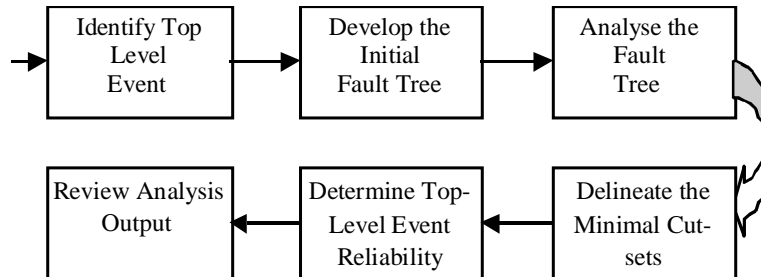 Identify Top
Level
Event
Develop the
Initial
Fault Tree
Analyse the
Fault
Tree
Review Analysis
Output
Determine Top-
Level Event
Reliability
Delineate the
Minimal Cut-
sets